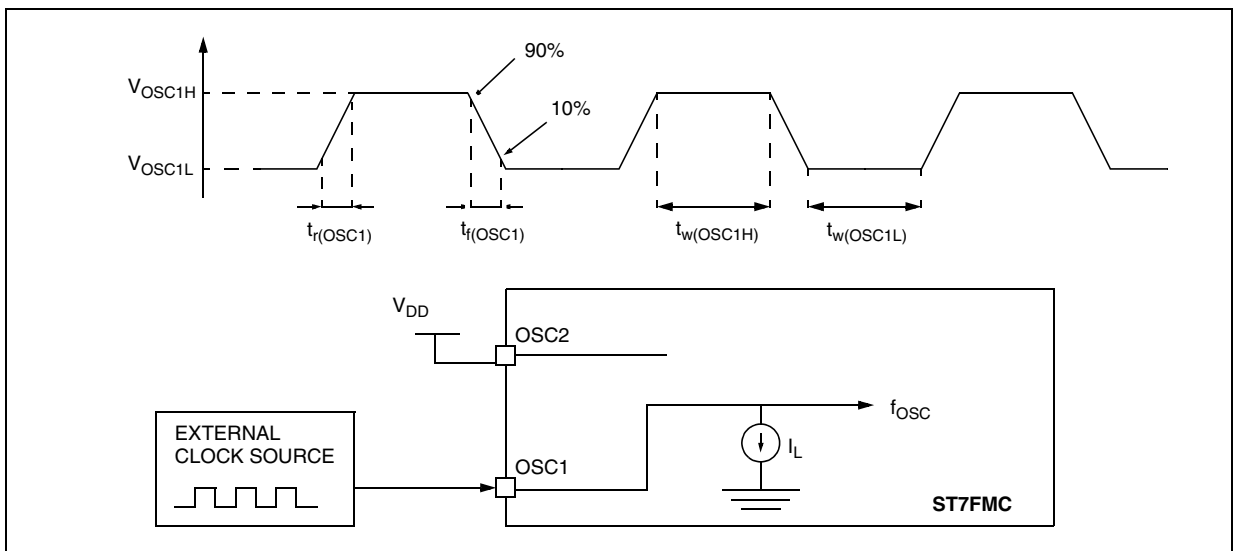 90%
VOSC1H
10%
VOSC1L
tr(OSC1)
tf(OSC1)
tw(OSC1H)
tw(OSC1L)
VDD
OSC2
fOSC
EXTERNAL
CLOCK SOURCE
IL
OSC1
ST7FMC